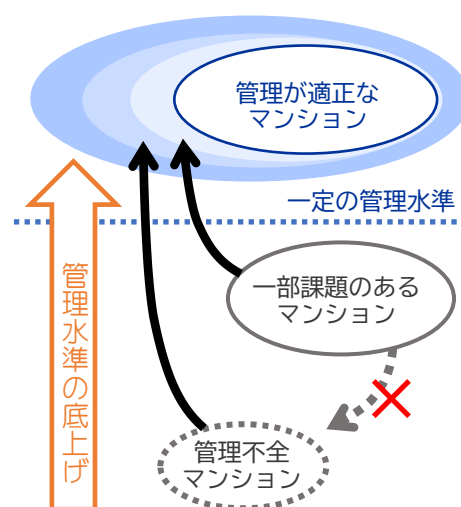 管理が適正な
マンション
一定の管理水準
一部課題のある
マンション
管理水準の底上げ
管理不全
マンション